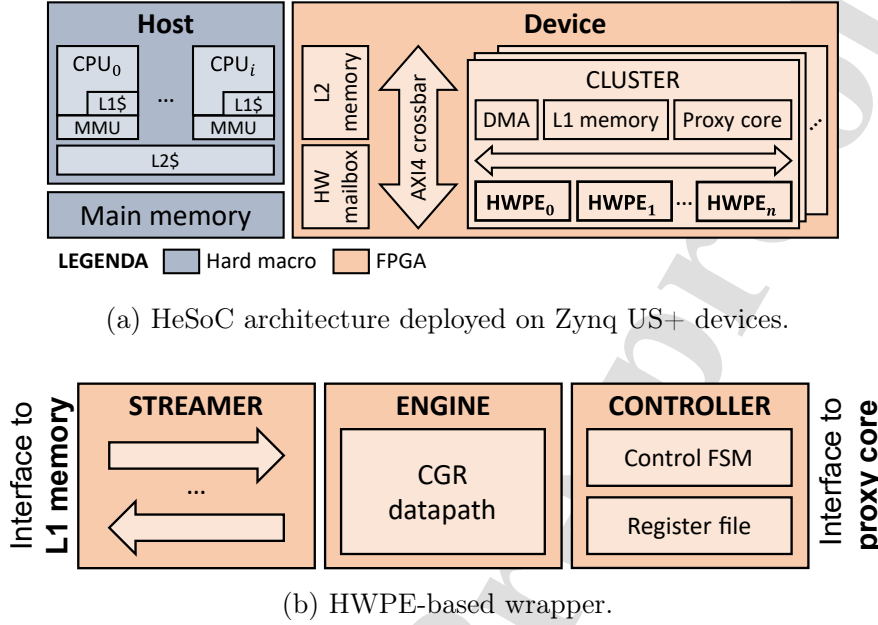 Host
CPU0
CPUi
L1$
...
L1$
MMU
MMU
L2$
Main memory
Device
L2 memory
HW mailbox
AXI4 crossbar
CLUSTER
DMA
L1 memory
Proxy core
...
HWPE0
HWPE1
...
HWPEn
LEGENDA
Hard macro
FPGA
(a) HeSoC architecture deployed on Zynq US+ devices.
Interface to
L1 memory
STREAMER
...
ENGINE
CGR
datapath
CONTROLLER
Control FSM
Register file
Interface to
proxy core
(b) HWPE-based wrapper.